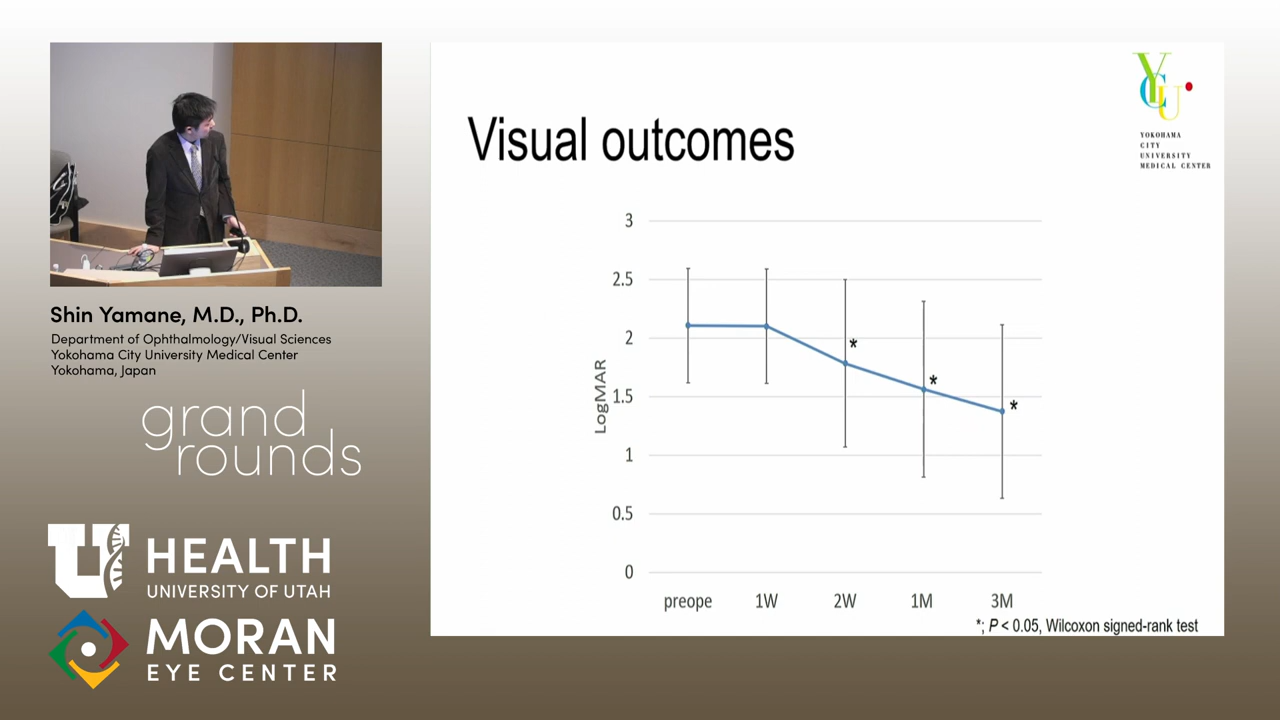 Shin Yamane, M.D., Ph.D.
Department of Ophthalmology/Visual Sciences
Yokohama City University Medical Center
Yokohama, Japan
grand
rounds
U HEALTH
UNIVERSITY OF UTAH
MORAN
EYE CENTER
YCU
YOKOHAMA
CITY
UNIVERSITY
MEDICAL CENTER
Visual outcomes
LogMAR
3
2.5
2
1.5
1
0.5
0
*
*
*
preope 1W 2W 1M 3M
*; P < 0.05, Wilcoxon signed-rank test